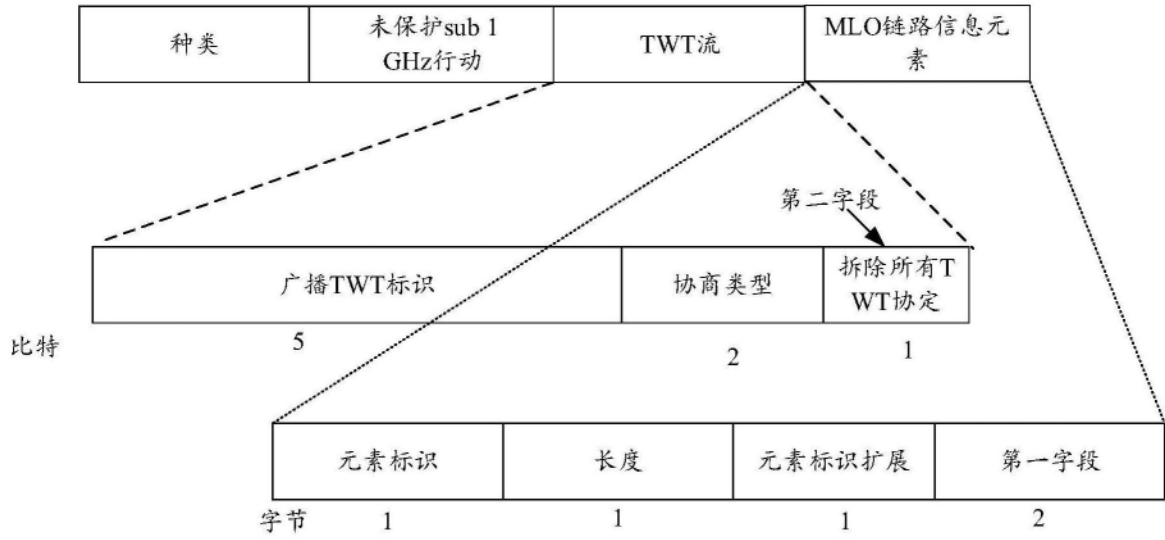 种类
未保护sub 1
GHz行动
TWT流
MLO链路信息元
素
第二字段
广播TWT标识
协商类型
拆除所有T
WT协定
比特
5
2
1
元素标识
长度
元素标识扩展
第一字段
字节
1
1
1
2